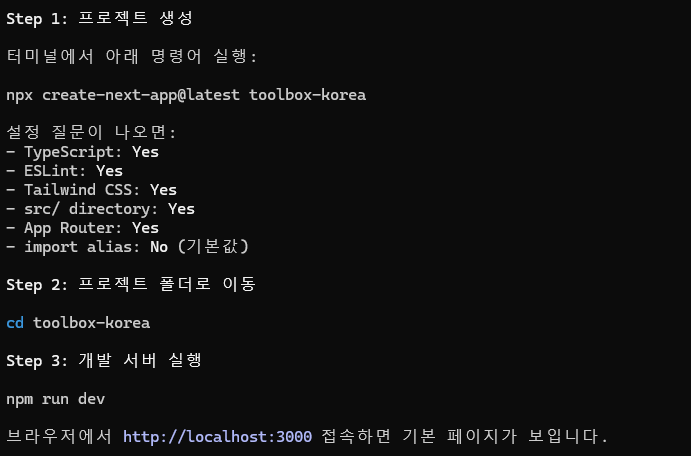 Step 1: 프로젝트 생성
터미널에서 아래 명령어 실행:
npx create-next-app@latest toolbox-korea
설정 질문이 나오면:
- TypeScript: Yes
- ESLint: Yes
- Tailwind CSS: Yes
- src/ directory: Yes
- App Router: Yes
- import alias: No (기본값)
Step 2: 프로젝트 폴더로 이동
cd toolbox-korea
Step 3: 개발 서버 실행
npm run dev
브라우저에서 http://localhost:3000 접속하면 기본 페이지가 보입니다.